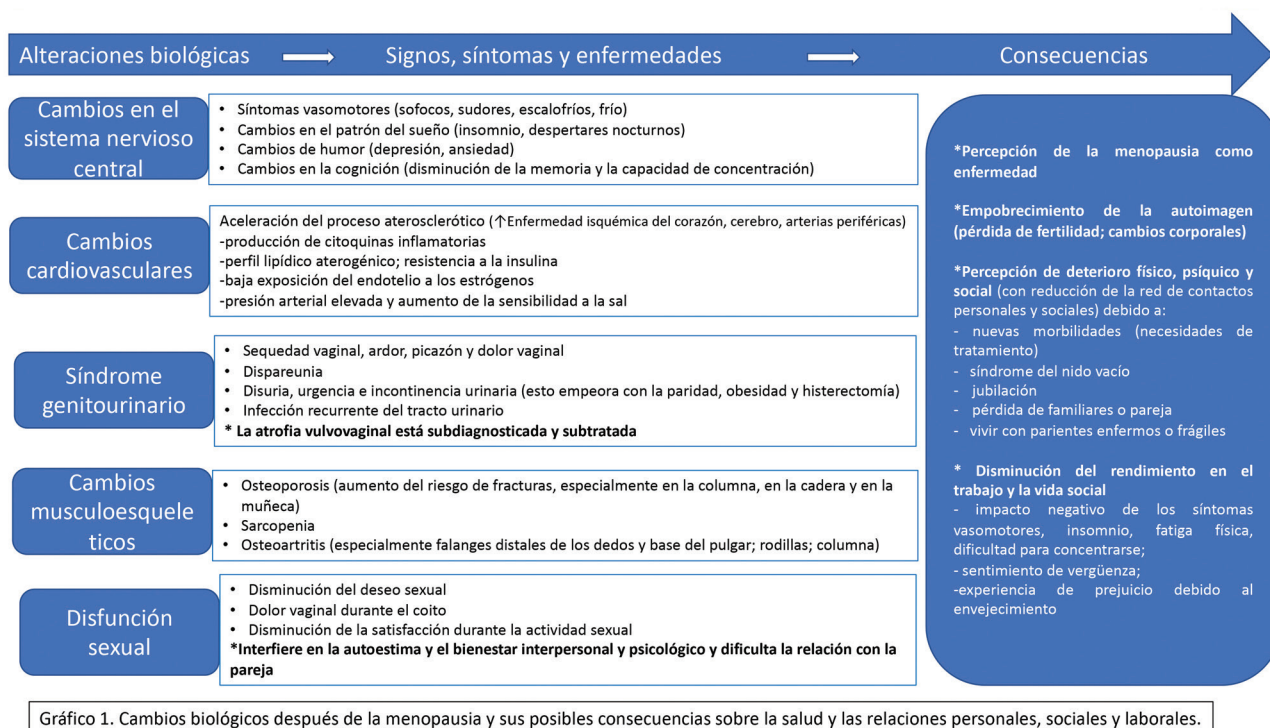 Alteraciones biológicas
Signos, síntomas y enfermedades
Consecuencias
Cambios en el
sistema nervioso
central
• Síntomas vasomotores (sofocos, sudores, escalofríos, frío)
• Cambios en el patrón del sueño (insomnio, despertares nocturnos)
• Cambios de humor (depresión, ansiedad)
• Cambios en la cognición (disminución de la memoria y la capacidad de concentración)
Cambios
cardiovasculares
Aceleración del proceso aterosclerótico (↑Enfermedad isquémica del corazón, cerebro, arterias periféricas)
-producción de citoquinas inflamatorias
-perfil lipídico aterogénico; resistencia a la insulina
-baja exposición del endotelio a los estrógenos
-presión arterial elevada y aumento de la sensibilidad a la sal
Síndrome
genitourinario
• Sequedad vaginal, ardor, picazón y dolor vaginal
• Dispareunia
• Disuria, urgencia e incontinencia urinaria (esto empeora con la paridad, obesidad y histerectomía)
• Infección recurrente del tracto urinario
* La atrofia vulvovaginal está subdiagnosticada y subtratada
Cambios
musculoesquele
ticos
• Osteoporosis (aumento del riesgo de fracturas, especialmente en la columna, en la cadera y en la
muñeca)
• Sarcopenia
• Osteoartritis (especialmente falanges distales de los dedos y base del pulgar; rodillas; columna)
Disfunción
sexual
• Disminución del deseo sexual
• Dolor vaginal durante el coito
• Disminución de la satisfacción durante la actividad sexual
*Interfiere en la autoestima y el bienestar interpersonal y psicológico y dificulta la relación con la
pareja
*Percepción de la menopausia como
enfermedad
*Empobrecimiento de la autoimagen
(pérdida de fertilidad; cambios corporales)
*Percepción de deterioro físico, psíquico y
social (con reducción de la red de contactos
personales y sociales) debido a:
- nuevas morbilidades (necesidades de
tratamiento)
- síndrome del nido vacío
- jubilación
- pérdida de familiares o pareja
- vivir con parientes enfermos o frágiles
* Disminución del rendimiento en el
trabajo y la vida social
- impacto negativo de los síntomas
vasomotores, insomnio, fatiga física,
dificultad para concentrarse;
- sentimiento de vergüenza;
-experiencia de prejuicio debido al
envejecimiento
Gráfico 1. Cambios biológicos después de la menopausia y sus posibles consecuencias sobre la salud y las relaciones personales, sociales y laborales.